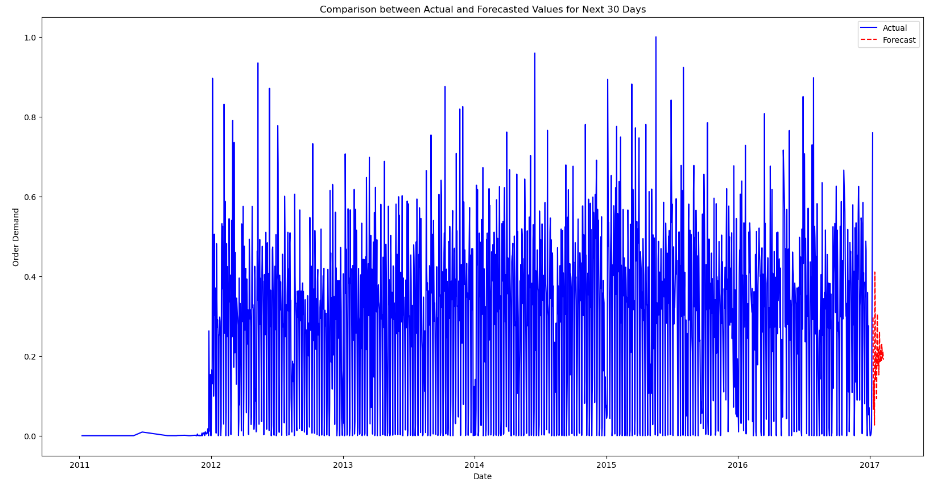 Comparison between Actual and Forecasted Values for Next 30 Days
Actual
Forecast
1.0
0.8
0.6
0.4
0.2
0.0
Order Demand
2011 2012 2013 2014 2015 2016 2017
Date